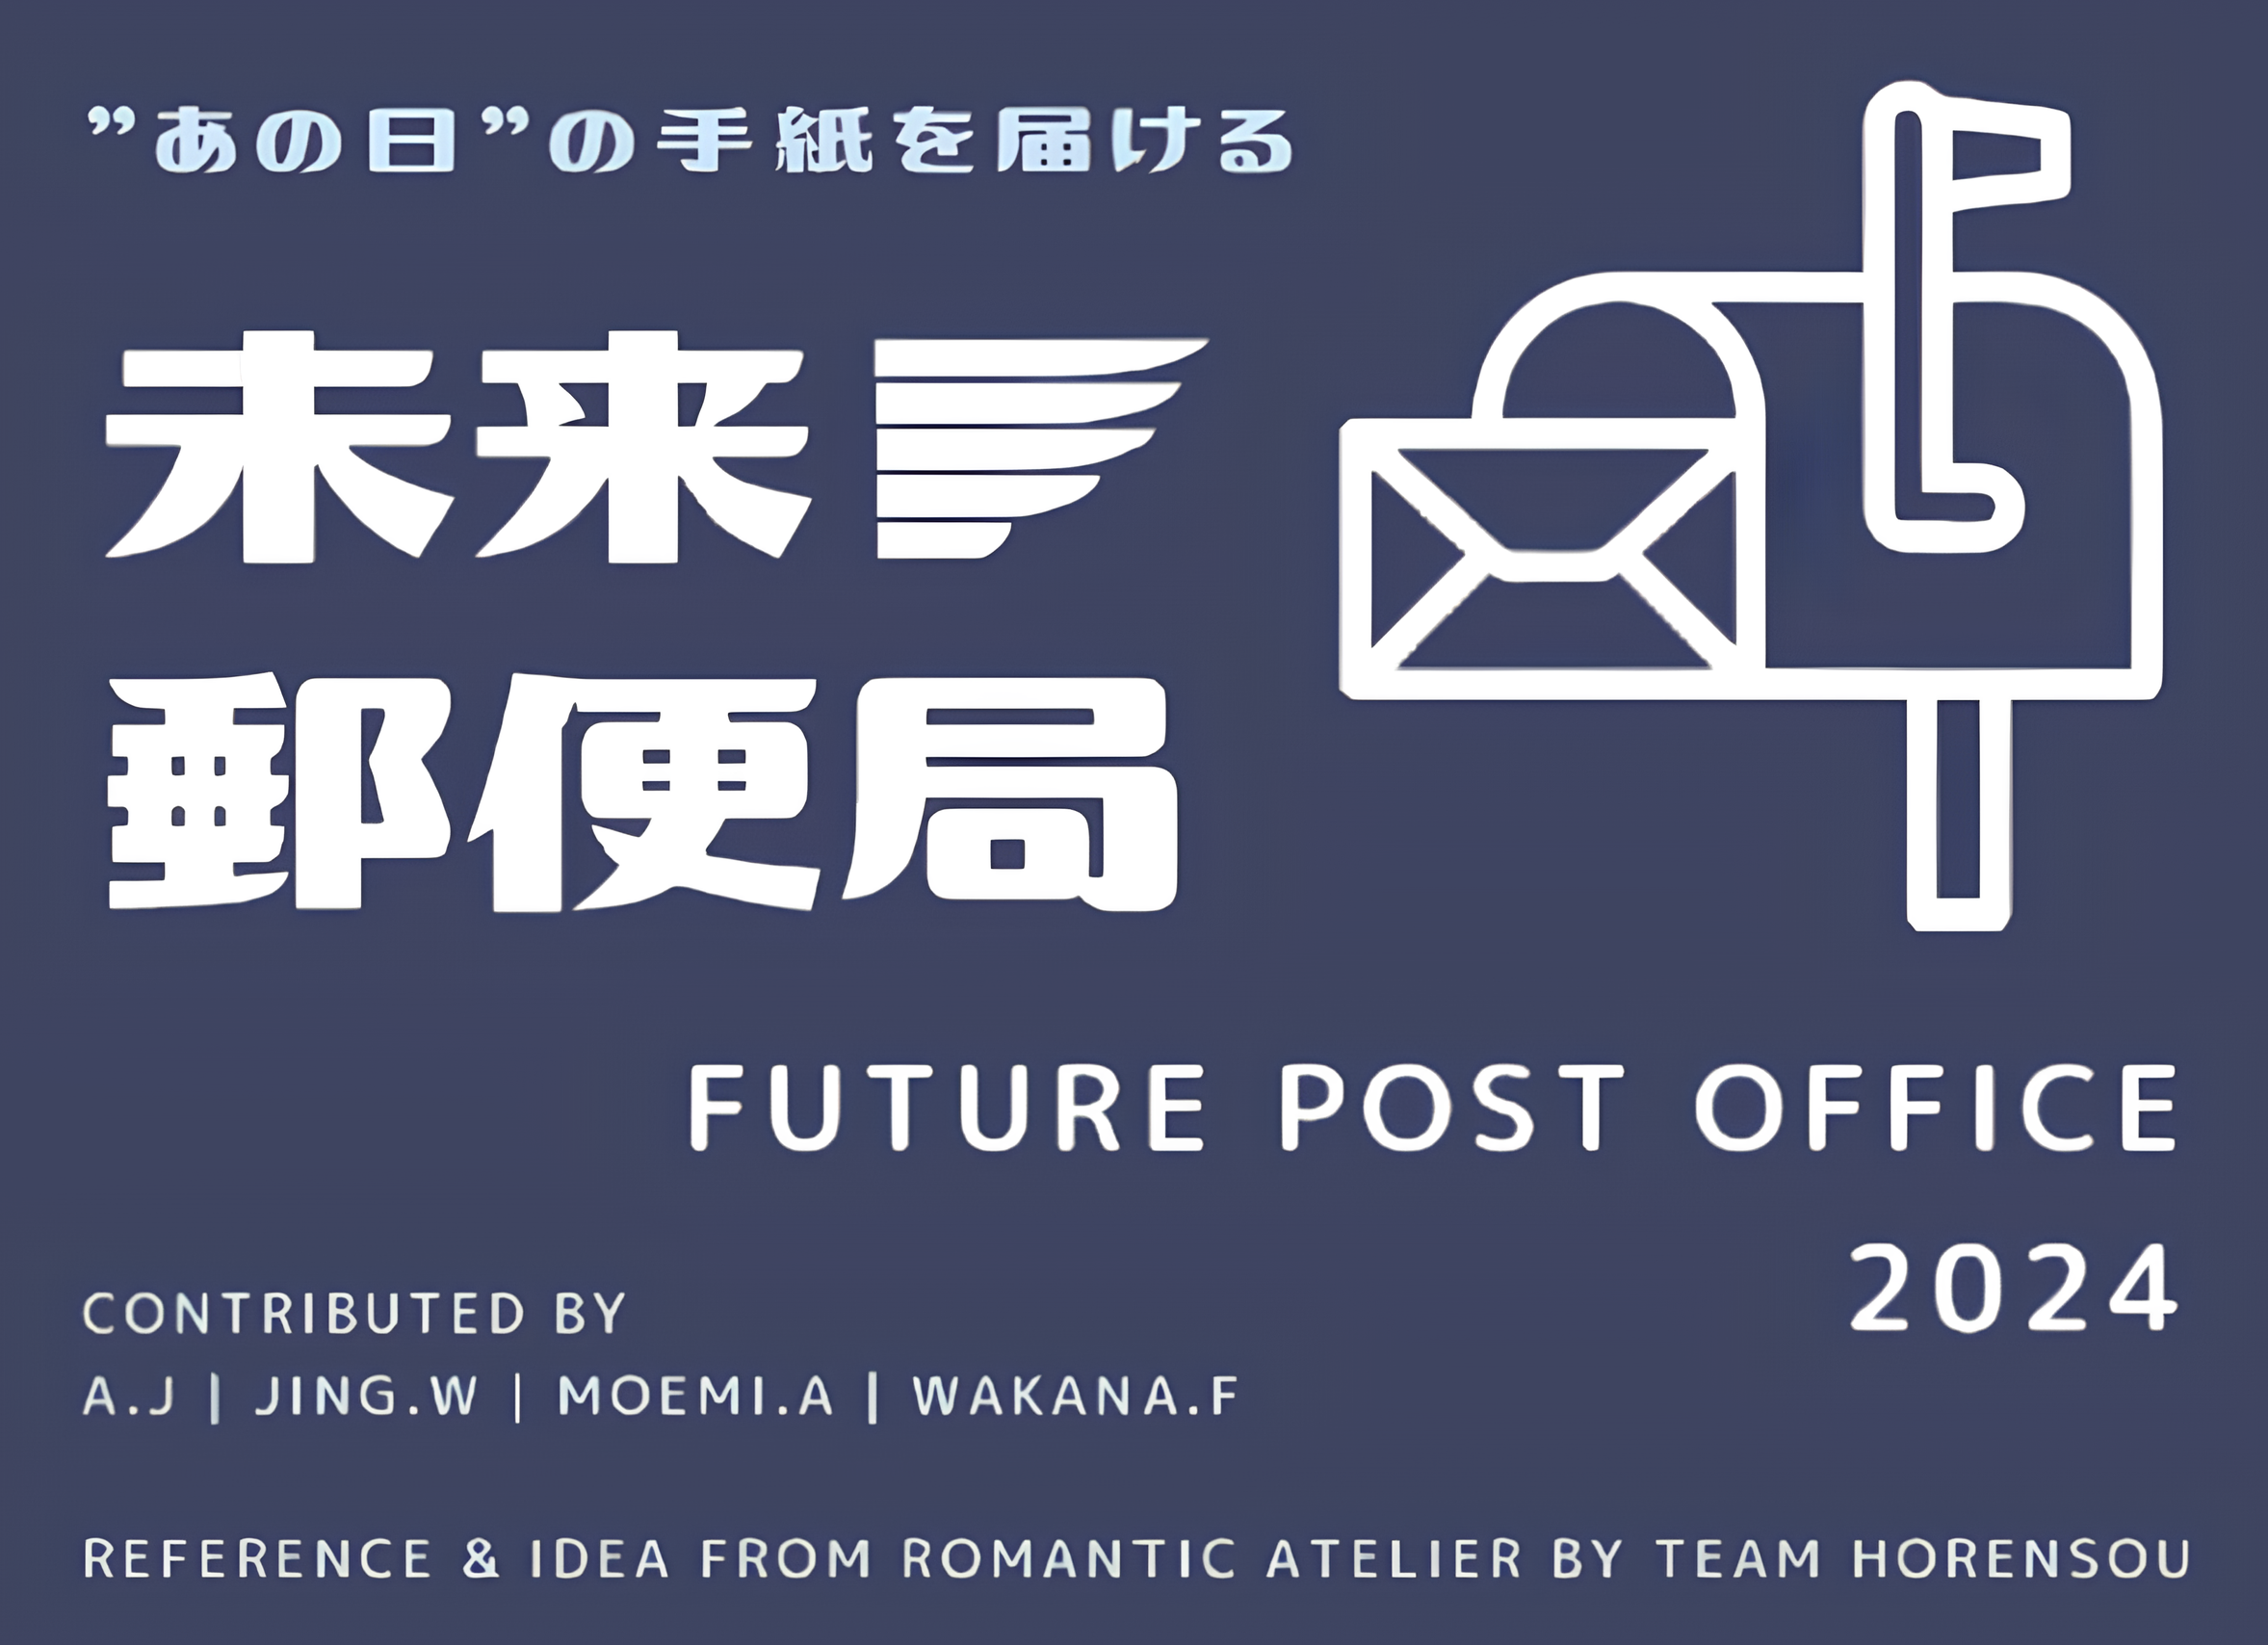 ”あの日”の手紙を届ける
未来
郵便局
FUTURE POST OFFICE
2024
CONTRIBUTED BY
A.J | JING.W | MOEMI.A | WAKANA.F
REFERENCE & IDEA FROM ROMANTIC ATELIER BY TEAM HORENSOU